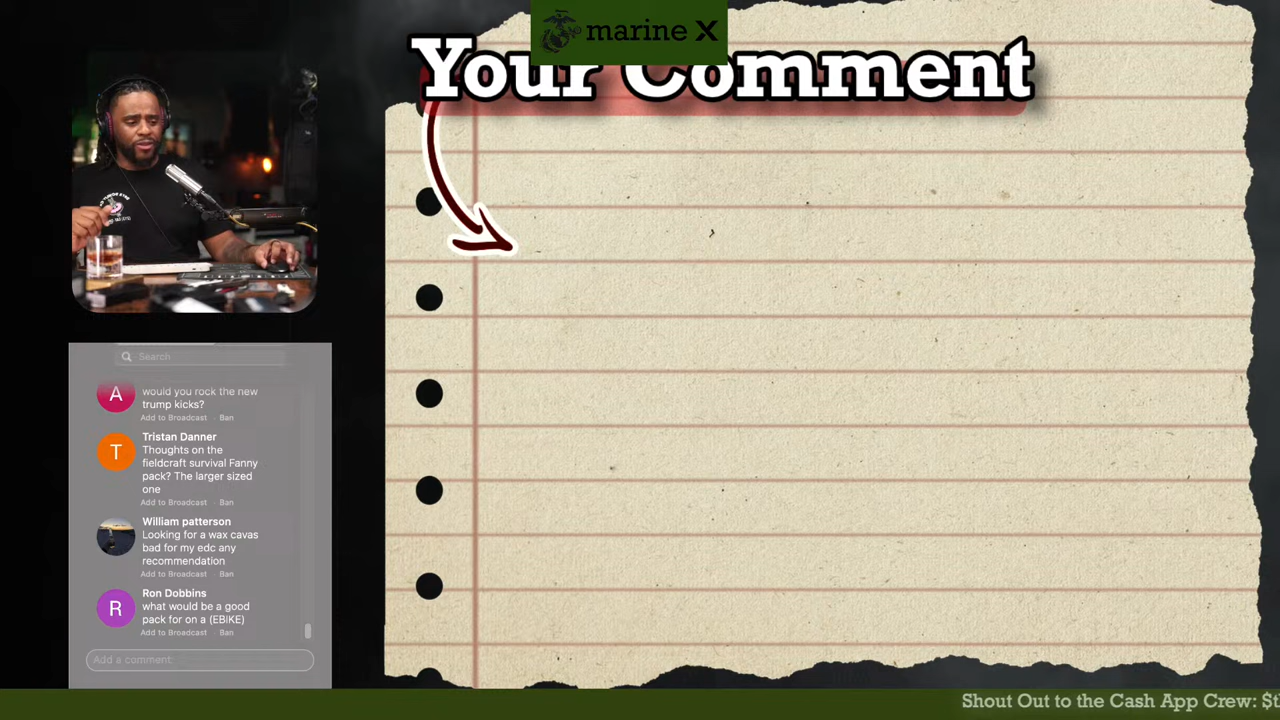 marine X
Your Comment
Search
would you rock the new
trump kicks?
Add to Broadcast · Ban
Tristan Danner
Thoughts on the
fieldcraft survival Fanny
pack? The larger sized
one
Add to Broadcast · Ban
William patterson
Looking for a wax cavas
bad for my edc any
recommendation
Add to Broadcast · Ban
Ron Dobbins
what would be a good
pack for on a (EBIKE)
Add to Broadcast · Ban
Add a comment
A
T
R
Shout Out to the Cash App Crew: $t